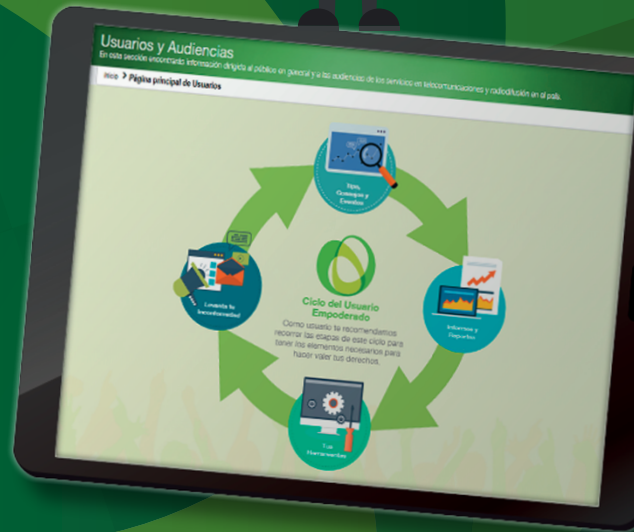 Usuarios y Audiencias
En esta sección encontrarás información dirigida al público en general y a las audiencias de los servicios en telecomunicaciones y radiodifusión en el país.
Inicio > Página principal de Usuarios
Tips,
Consejos y
Eventos
Levanta tu
Inconformidad
Ciclo del Usuario
Empoderado
Como usuario te recomendamos
recorrer las etapas de este ciclo para
tener los elementos necesarios para
hacer valer tus derechos.
Informes y
Reportes
Tus
Herramientas